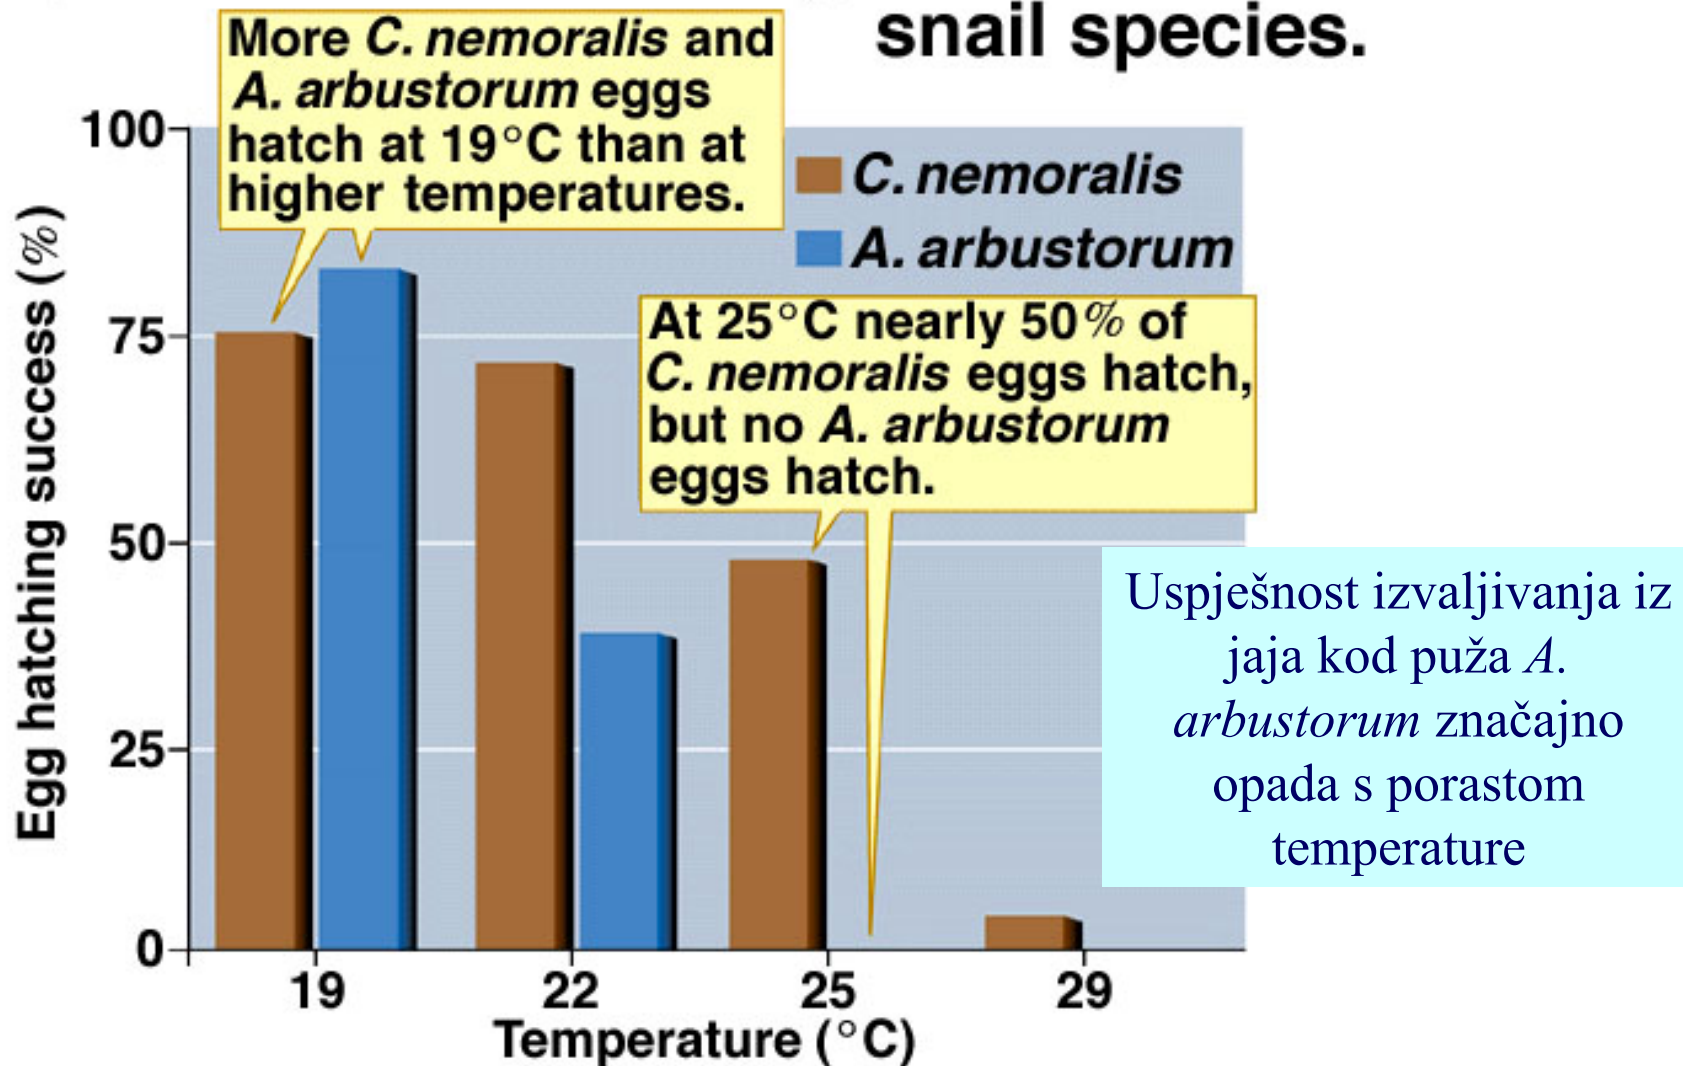 snail species.
More C. nemoralis and
A. arbustorum eggs
hatch at 19°C than at
higher temperatures.
C. nemoralis
A. arbustorum
At 25°C nearly 50% of
C. nemoralis eggs hatch,
but no A. arbustorum
eggs hatch.
Egg hatching success (%)
100
75
50
25
0
19
22
25
29
Temperature (°C)
Uspješnost izvaljivanja iz
jaja kod puža A.
arbustorum značajno
opada s porastom
temperature